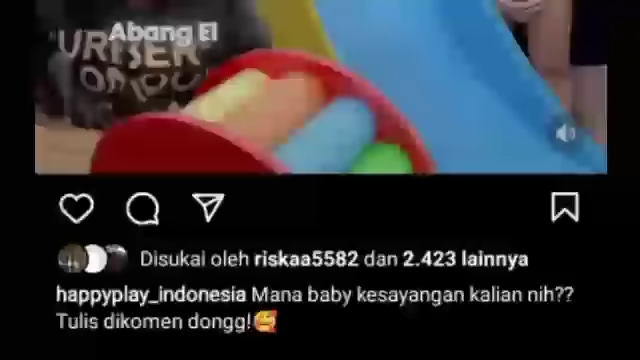 Abang El
Disukai oleh riskaa5582 dan 2.423 lainnya
happyplay_indonesia Mana baby kesayangan kalian nih??
Tulis dikomen dongg!🥰